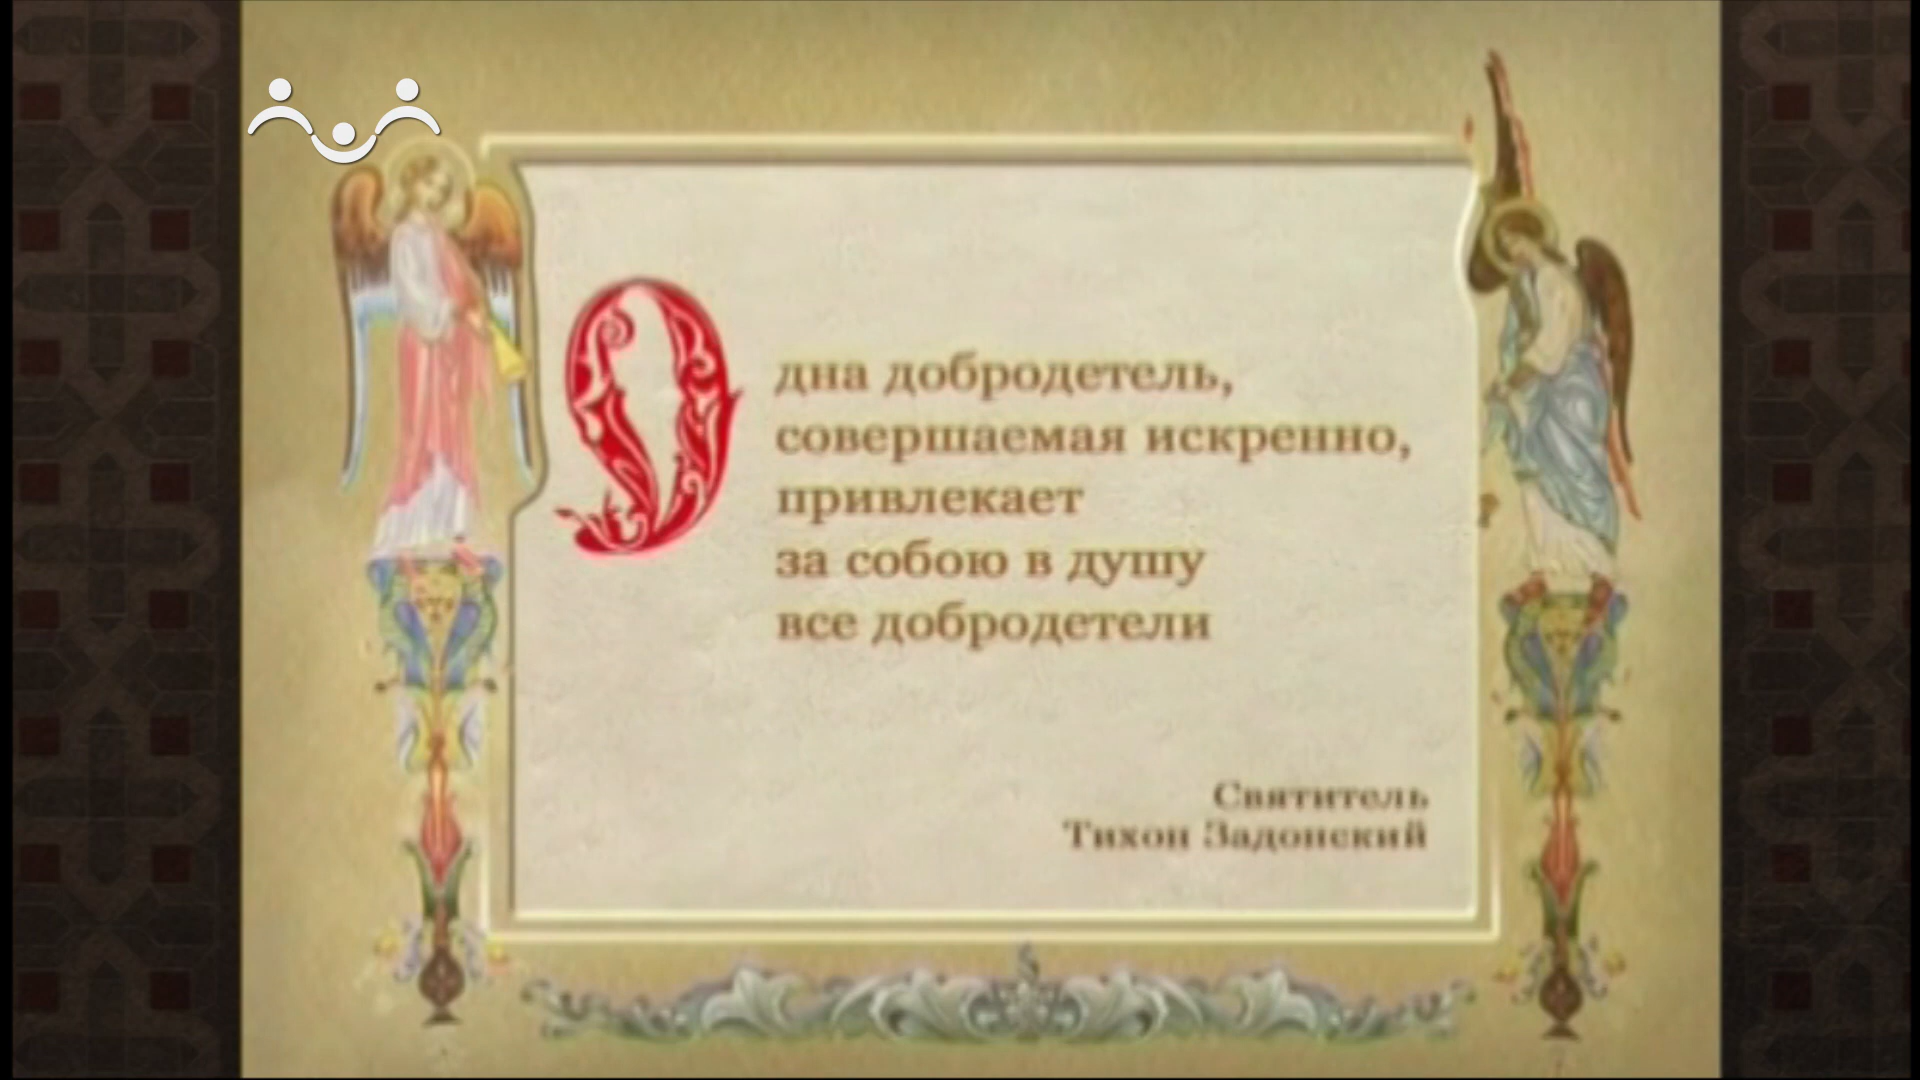 Одна добродетель,
совершаемая искренно,
привлекает
за собою в душу
все добродетели
Святитель
Тихон Задонский